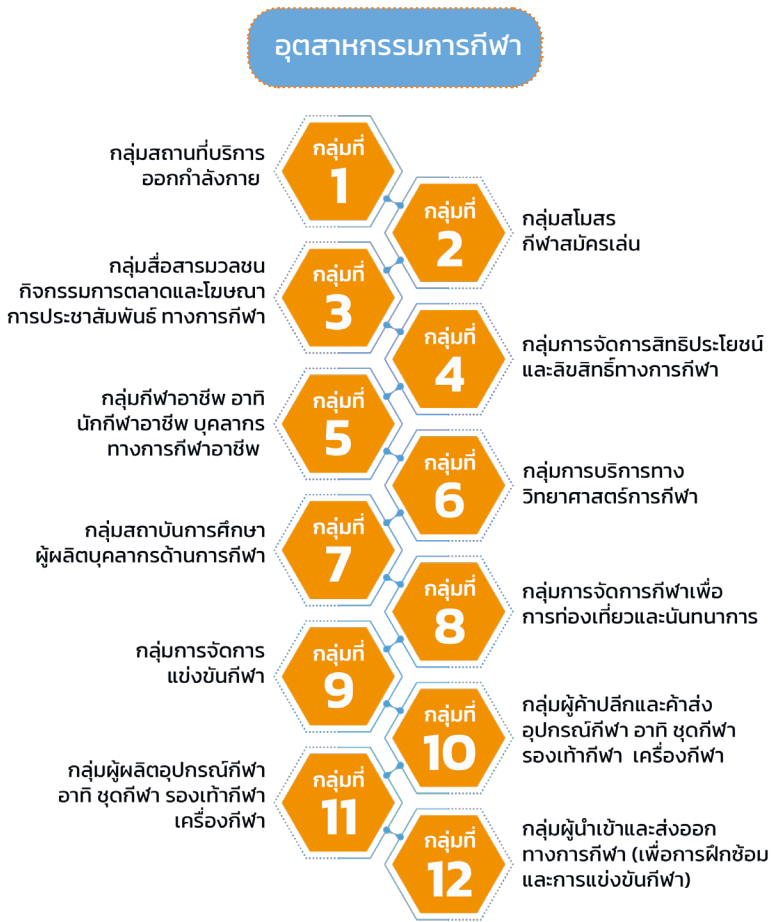 อุตสาหกรรมการกีฬา
กลุ่มที่
1
กลุ่มสถานที่บริการ
ออกกำลังกาย
กลุ่มที่
2
กลุ่มสโมสร
กีฬาสมัครเล่น
กลุ่มที่
3
กลุ่มสื่อสารมวลชน
กิจกรรมการตลาดและโฆษณา
การประชาสัมพันธ์ ทางการกีฬา
กลุ่มที่
4
กลุ่มการจัดการสิทธิประโยชน์
และลิขสิทธิ์ทางการกีฬา
กลุ่มที่
5
กลุ่มกีฬาอาชีพ อาทิ
นักกีฬาอาชีพ บุคลากร
ทางการกีฬาอาชีพ
กลุ่มที่
6
กลุ่มการบริการทาง
วิทยาศาสตร์การกีฬา
กลุ่มที่
7
กลุ่มสถาบันการศึกษา
ผู้ผลิตบุคลากรด้านการกีฬา
กลุ่มที่
8
กลุ่มการจัดการกีฬาเพื่อ
การท่องเที่ยวและนันทนาการ
กลุ่มที่
9
กลุ่มการจัดการ
แข่งขันกีฬา
กลุ่มที่
10
กลุ่มผู้ค้าปลีกและค้าส่ง
อุปกรณ์กีฬา อาทิ ชุดกีฬา
รองเท้ากีฬา เครื่องกีฬา
กลุ่มที่
11
กลุ่มผู้ผลิตอุปกรณ์กีฬา
อาทิ ชุดกีฬา รองเท้ากีฬา
เครื่องกีฬา
กลุ่มที่
12
กลุ่มผู้นำเข้าและส่งออก
ทางการกีฬา (เพื่อการฝึกซ้อม
และการแข่งขันกีฬา)